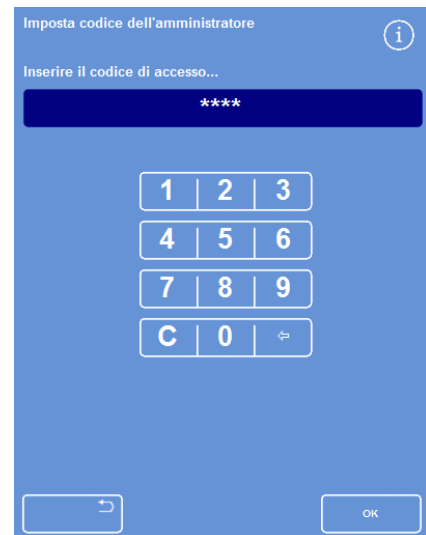 Imposta codice dell'amministratore
i
Inserire il codice di accesso...
****
1 2 3
4 5 6
7 8 9
C 0 ⇦
OK